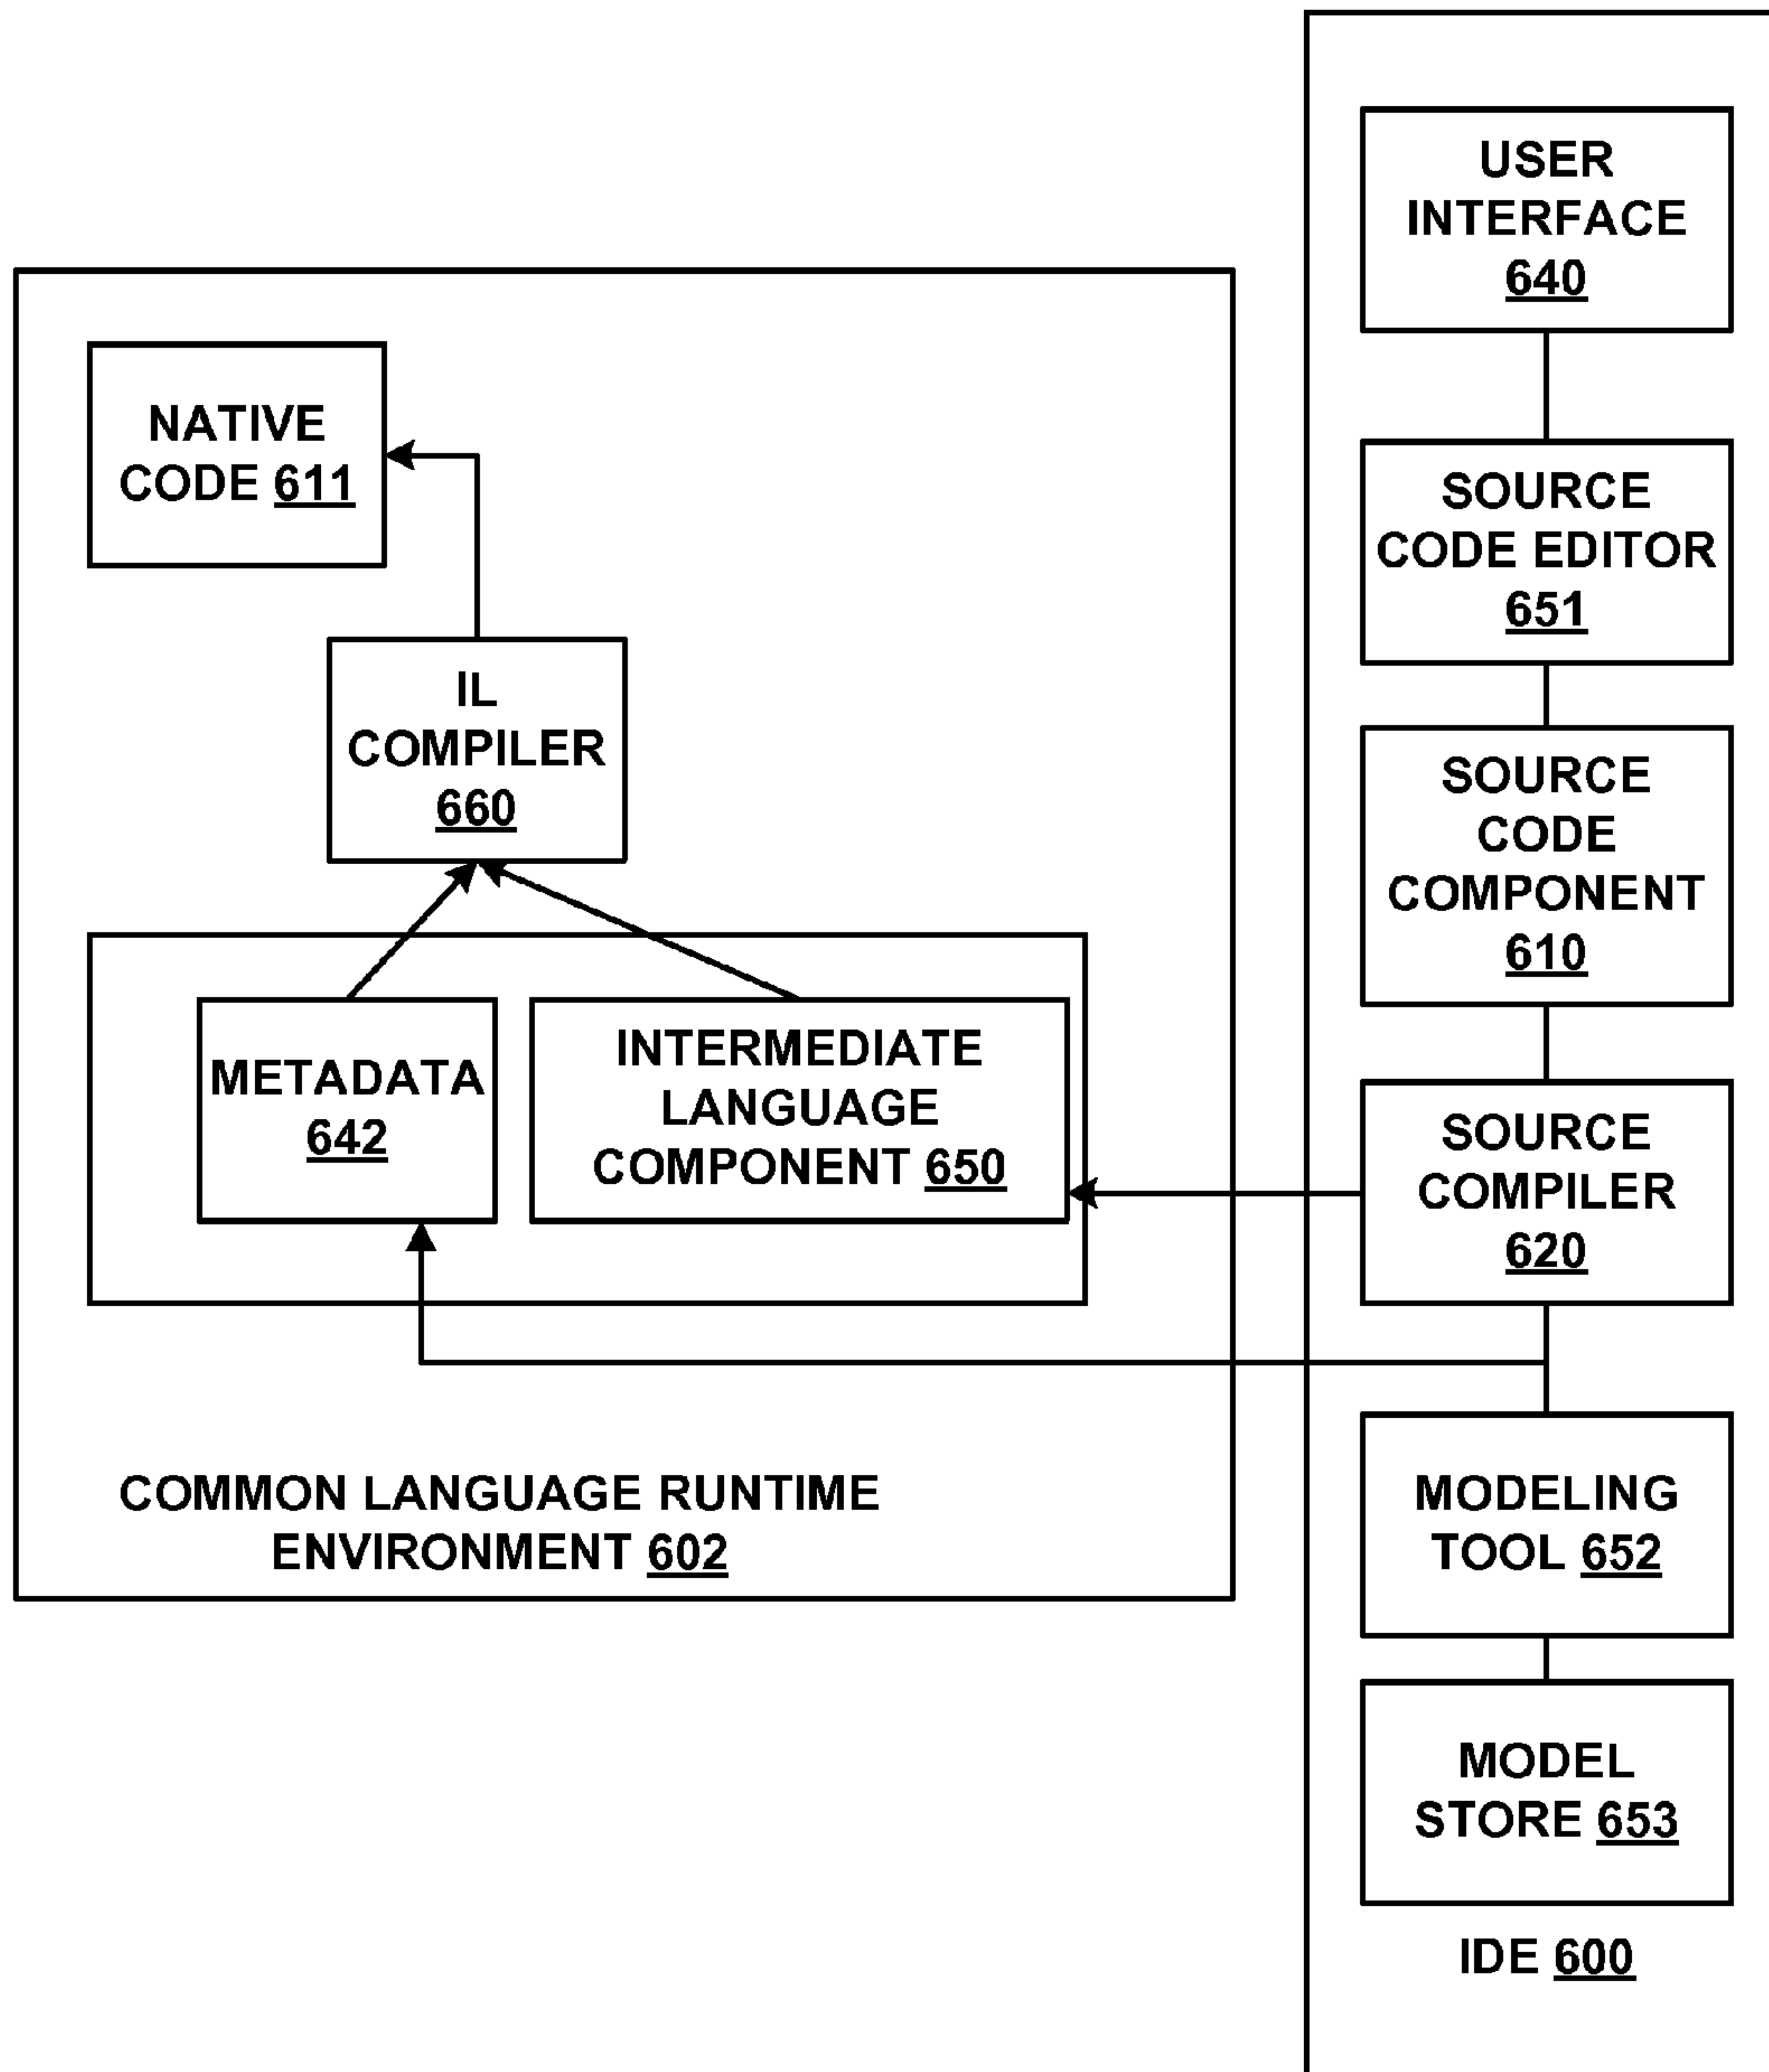 USER
INTERFACE
640
NATIVE
CODE 611
SOURCE
CODE EDITOR
651
IL
COMPILER
660
SOURCE
CODE
COMPONENT
610
METADATA
642
INTERMEDIATE
LANGUAGE
COMPONENT 650
SOURCE
COMPILER
620
COMMON LANGUAGE RUNTIME
ENVIRONMENT 602
MODELING
TOOL 652
MODEL
STORE 653
IDE 600